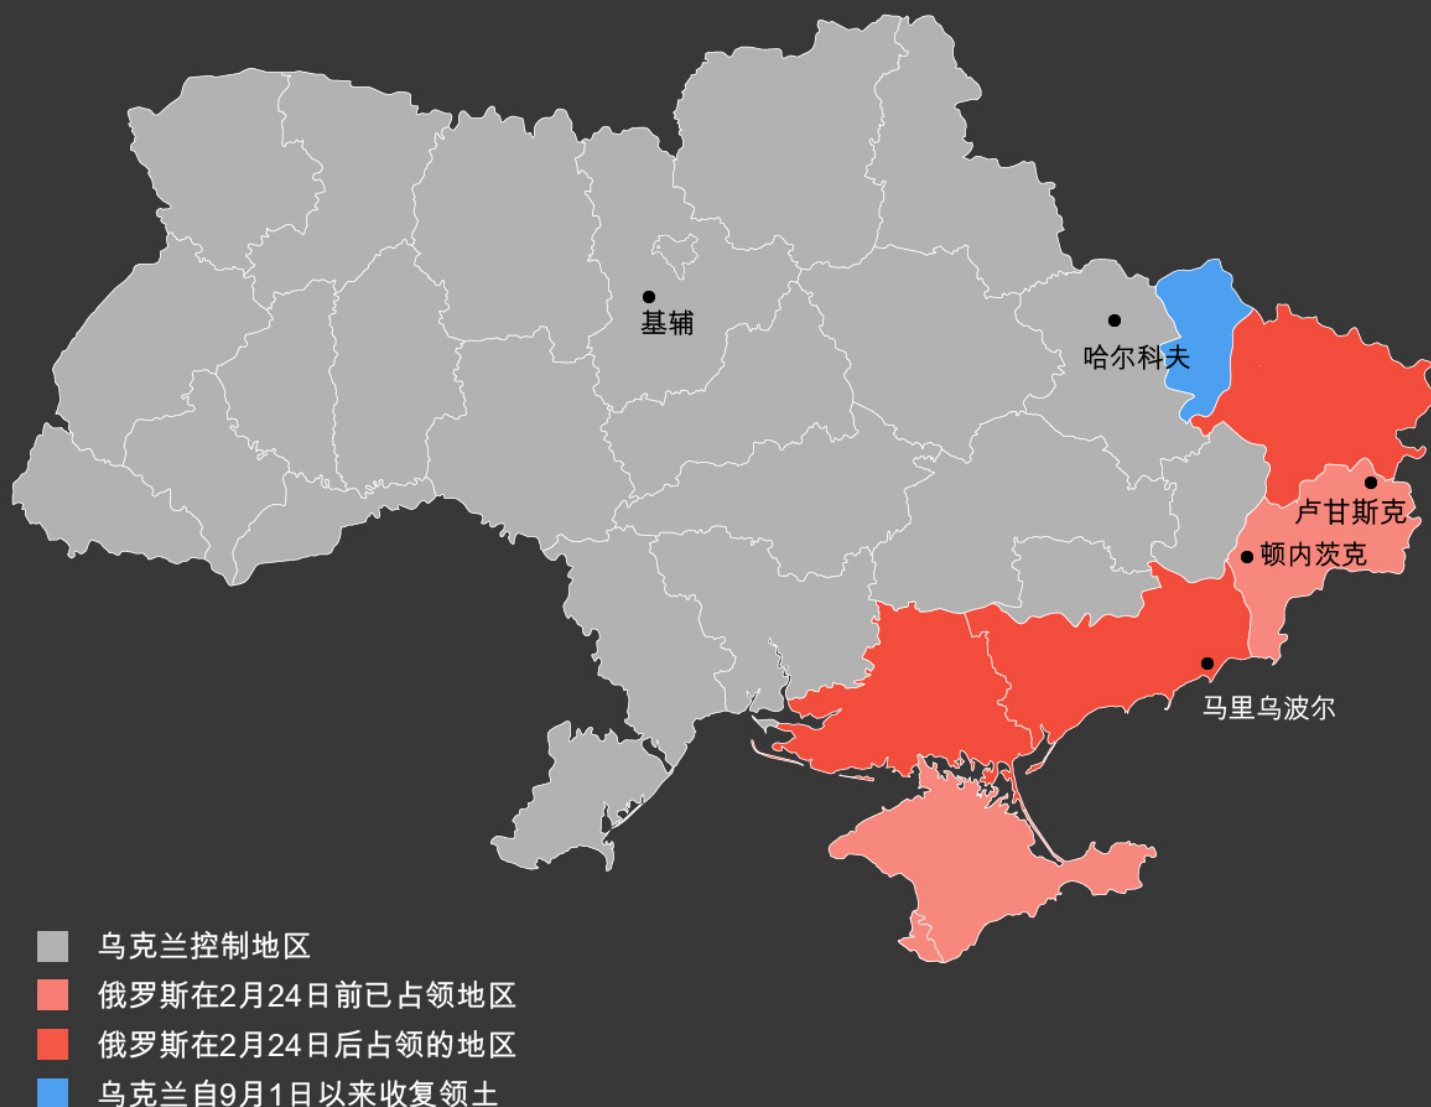 基辅
哈尔科夫
卢甘斯克
顿内茨克
马里乌波尔
乌克兰控制地区
俄罗斯在2月24日前已占领地区
俄罗斯在2月24日后占领的地区
乌克兰自9月1日以来收复领土